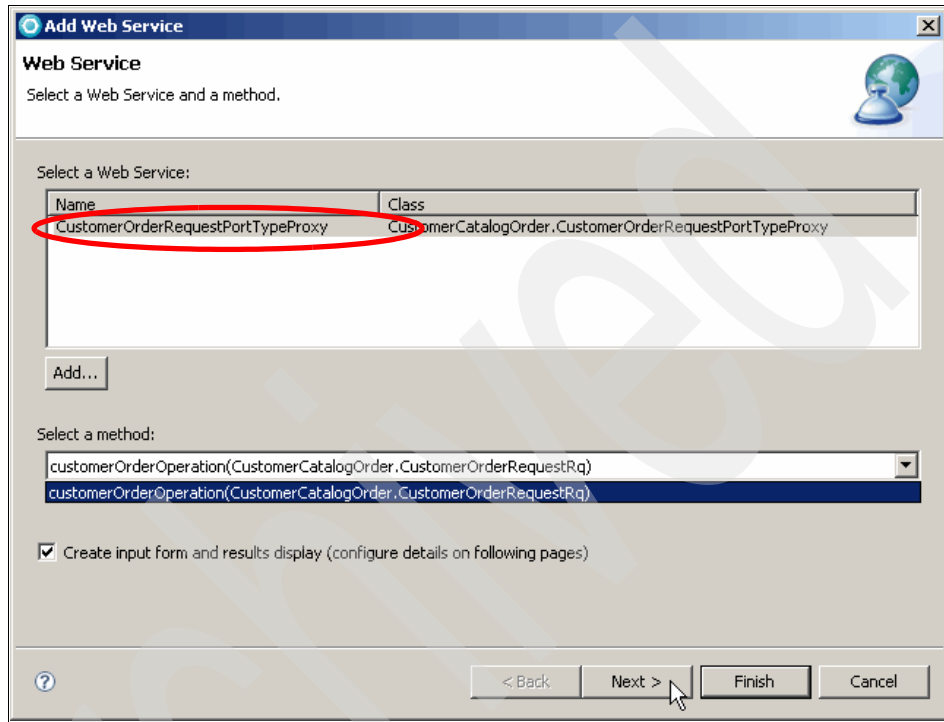 Add Web Service
Web Service
Select a Web Service and a method.
Select a Web Service:
Name Class
CustomerOrderRequestPortTypeProxy CustomerCatalogOrder.CustomerOrderRequestPortTypeProxy
Add...
Select a method:
customerOrderOperation(CustomerCatalogOrder.CustomerOrderRequestRq)
customerOrderOperation(CustomerCatalogOrder.CustomerOrderRequestRq)
Create input form and results display (configure details on following pages)
? < Back Next > Finish Cancel